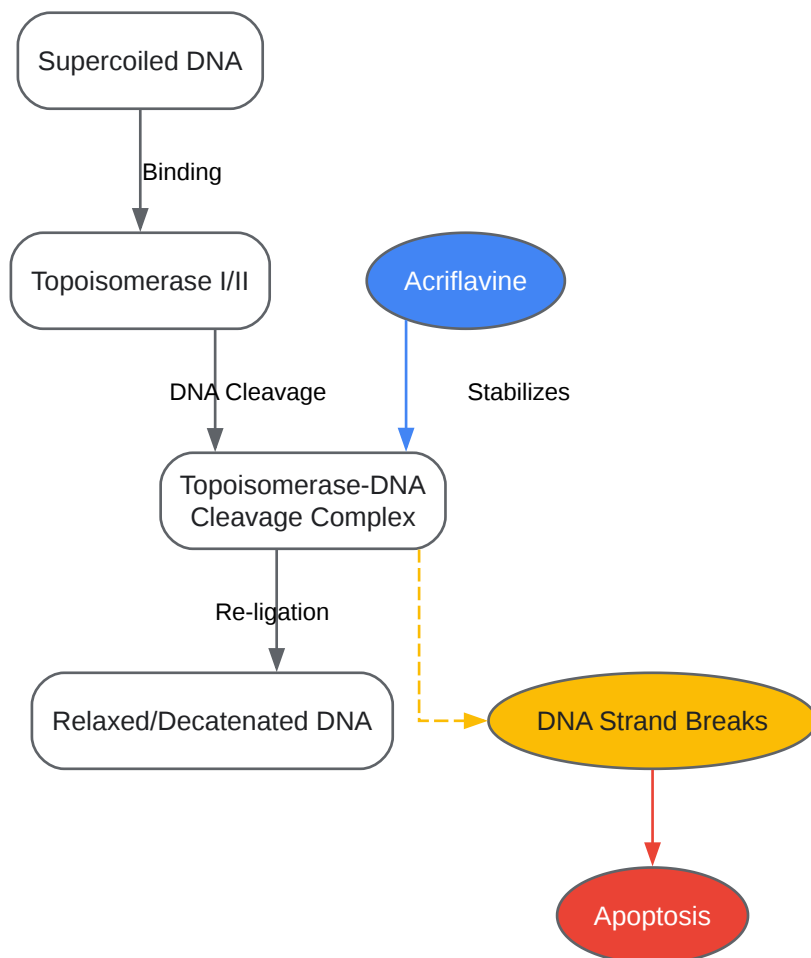 Supercoiled DNA
Binding
Topoisomerase I/II
Acriflavine
DNA Cleavage
Stabilizes
Topoisomerase-DNA
Cleavage Complex
Re-ligation
Relaxed/Decatenated DNA
DNA Strand Breaks
Apoptosis